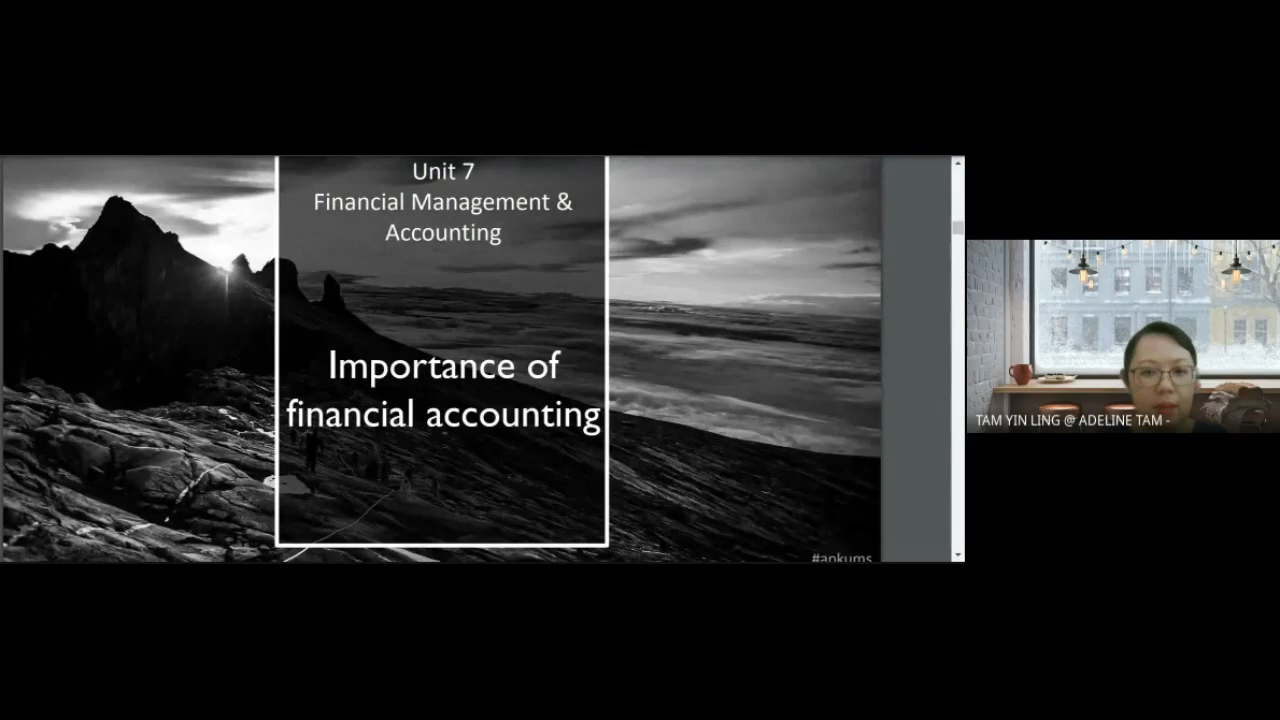 Unit 7
Financial Management &
Accounting
Importance of
financial accounting
#apkums
TAM YIN LING @ ADELINE TAM -